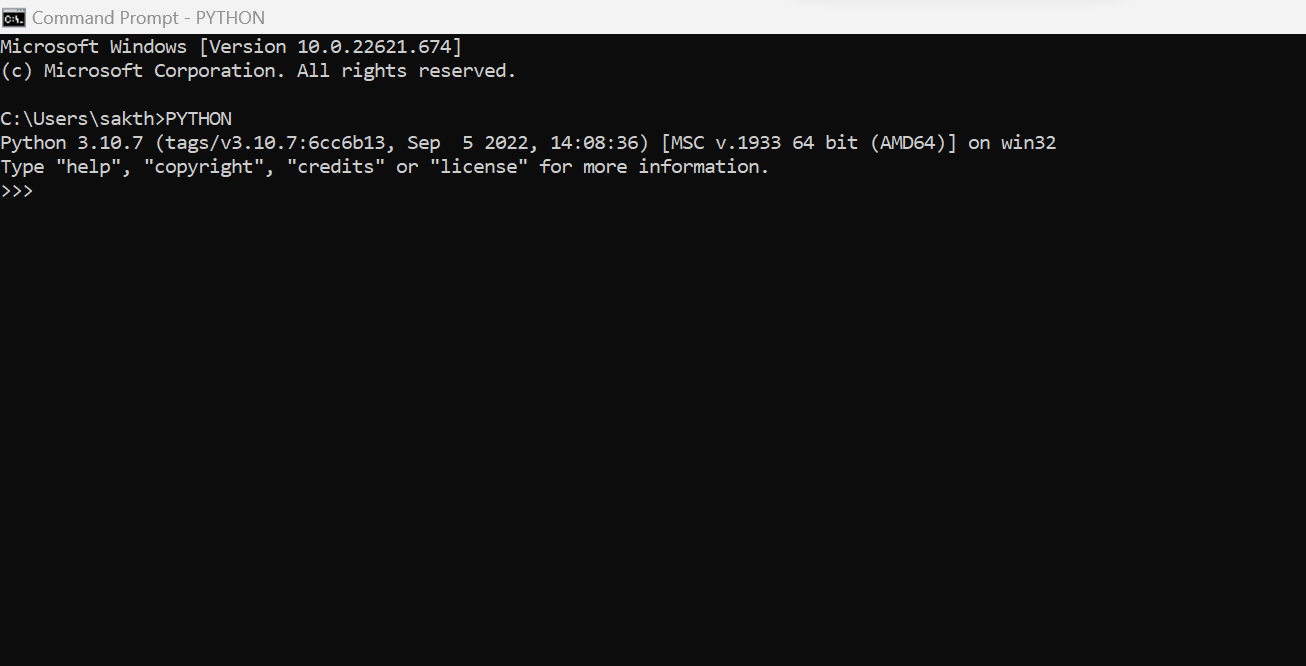 Command Prompt - PYTHON
Microsoft Windows [Version 10.0.22621.674]
(c) Microsoft Corporation. All rights reserved.
C:\Users\sakth>PYTHON
Python 3.10.7 (tags/v3.10.7:6cc6b13, Sep  5 2022, 14:08:36) [MSC v.1933 64 bit (AMD64)] on win32
Type "help", "copyright", "credits" or "license" for more information.
>>>